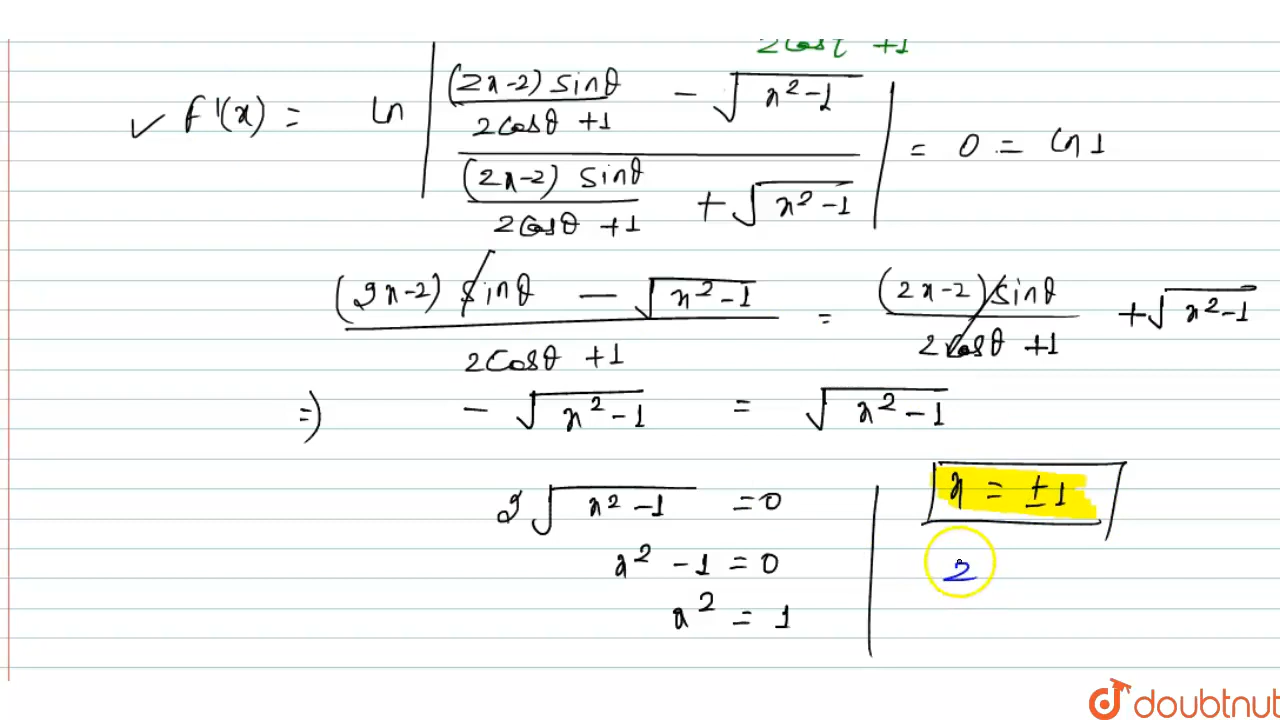 2cosθ +1
✓ f'(x) = ln | ((2x-2) sinθ / 2cosθ +1 - √(x² -1)) / ((2x-2) sinθ / 2cosθ +1 + √(x² -1)) | = 0 = ln 1
(2x-2) sinθ - √(x² -1) / 2cosθ +1 = (2x-2) sinθ / 2cosθ +1 + √(x² -1)
=) - √(x² -1) = √(x² -1)
2√(x² -1) = 0
x = ±1
x² -1 = 0
2
x² = 1
doubtnut